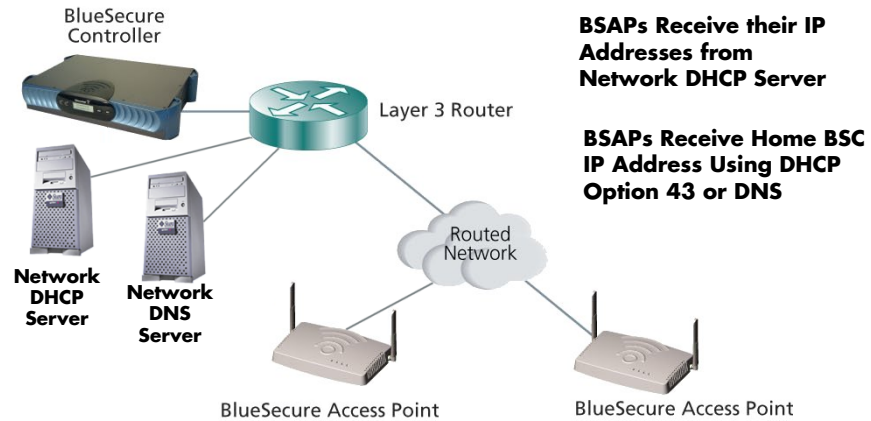 BlueSecure
Controller
BSAPs Receive their IP
Addresses from
Network DHCP Server
Layer 3 Router
BSAPs Receive Home BSC
IP Address Using DHCP
Option 43 or DNS
Routed
Network
Network
DHCP
Server
Network
DNS
Server
BlueSecure Access Point
BlueSecure Access Point